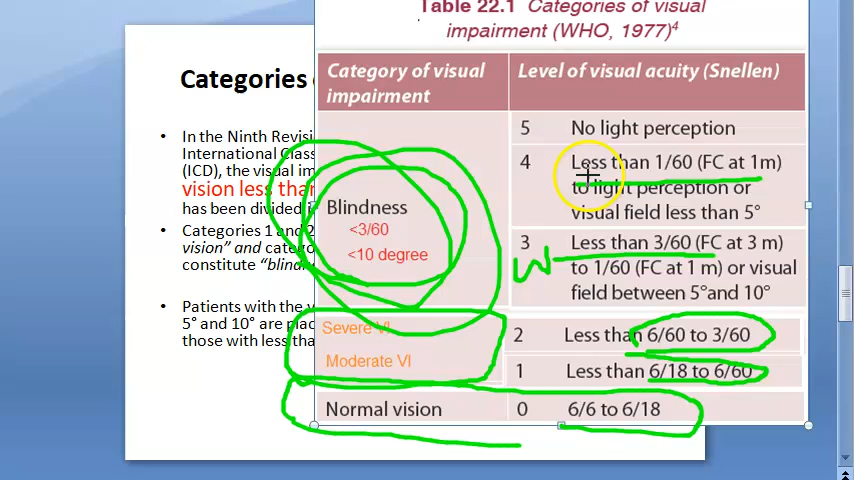 Table 22.1 Categories of visual
impairment (WHO, 1977)⁴
Categories
Category of visual
impairment
Level of visual acuity (Snellen)
5 No light perception
4 Less than 1/60 (FC at 1m)
to light perception or
visual field less than 5°
Blindness
<3/60
<10 degree
3 Less than 3/60 (FC at 3 m)
to 1/60 (FC at 1 m) or visual
field between 5°and 10°
Severe VI
2 Less than 6/60 to 3/60
Moderate VI
1 Less than 6/18 to 6/60
Normal vision
0 6/6 to 6/18
• In the Ninth Revis
International Clas
(ICD), the visual im
vision less than
has been divided i
• Categories 1 and 2
vision" and catego
constitute "blind
• Patients with the v
5° and 10° are plac
those with less tha